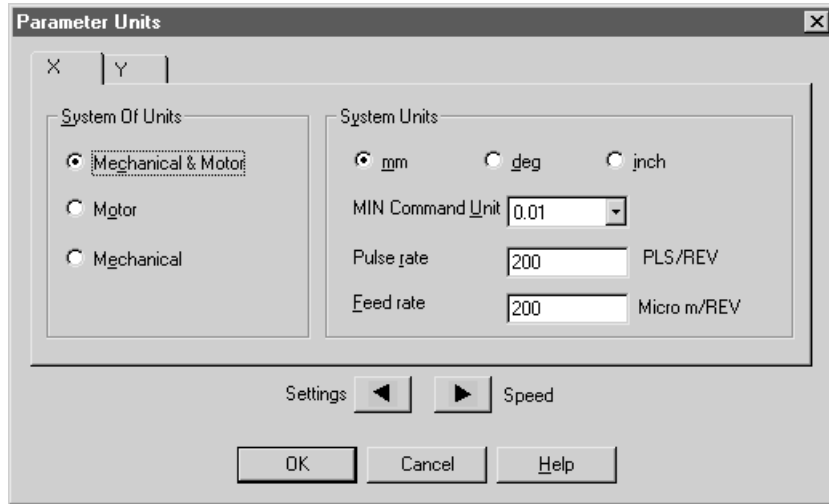 Parameter Units
X Y
System Of Units
Mechanical & Motor
Motor
Mechanical
System Units
mm deg inch
MIN Command Unit 0.01
Pulse rate 200 PLS/REV
Feed rate 200 Micro m/REV
Settings Speed
OK Cancel Help